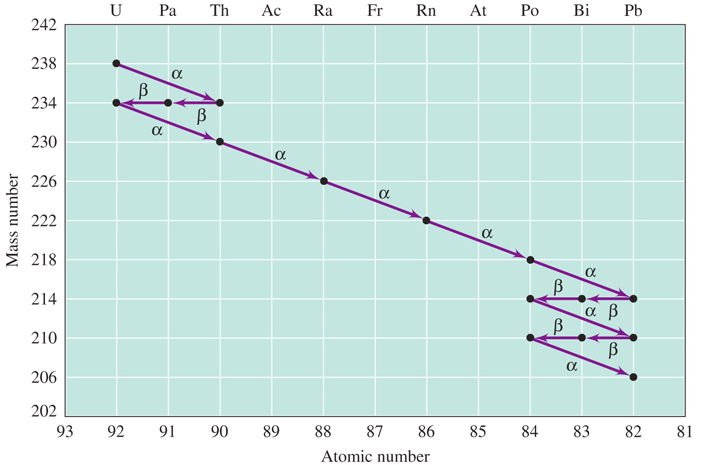 U Pa Th Ac Ra Fr Rn At Po Bi Pb
242
238
α
β
234
β
α
230
α
226
α
222
α
218
α
β
214
α β
β
210
β
α
206
202
93 92 91 90 89 88 87 86 85 84 83 82 81
Atomic number
Mass number